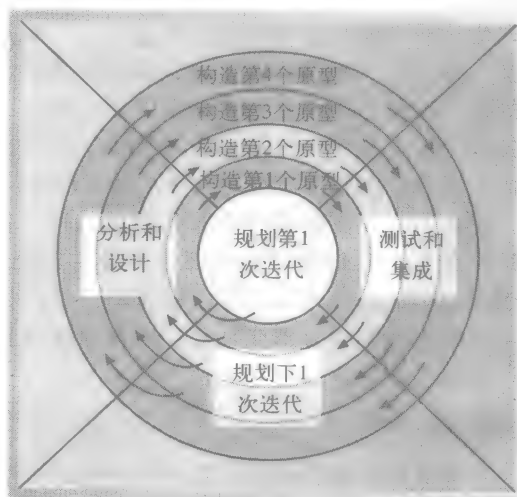 构造第4个原型
构造第3个原型
构造第2个原型
构造第1个原型
分析和
设计
规划第1
次迭代
测试和
集成
规划下1
次迭代